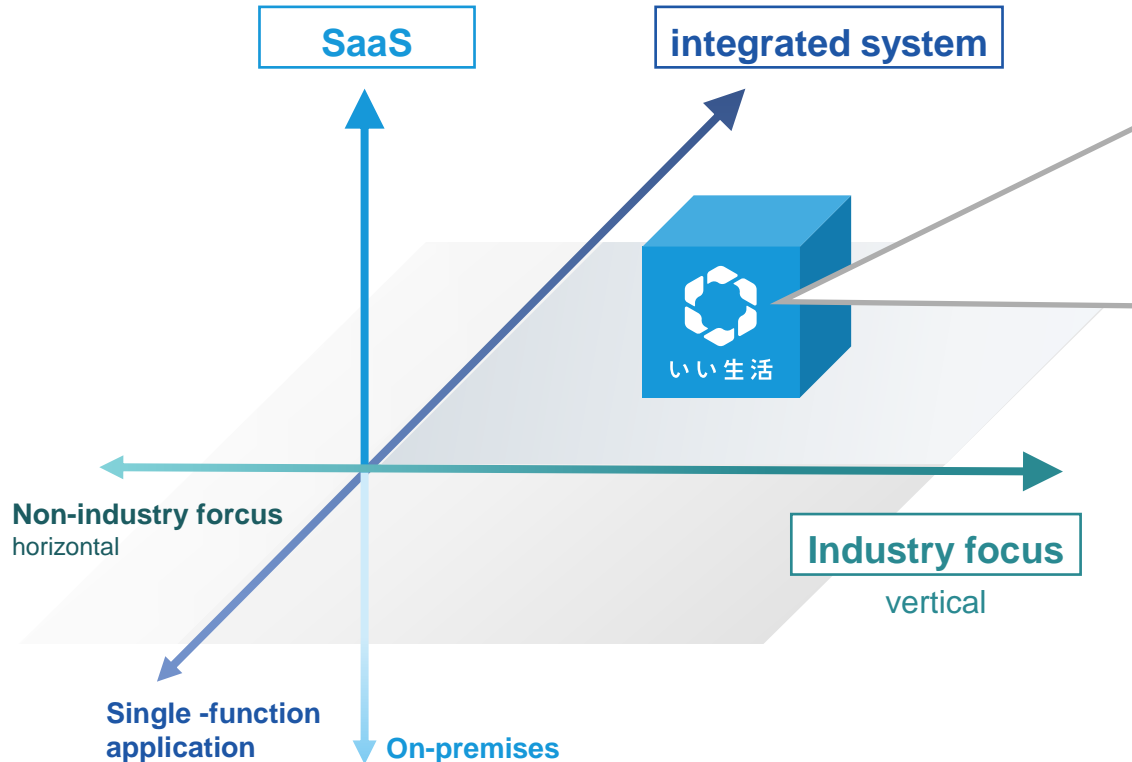 SaaS
integrated system
いい生活
Non-industry forcus
horizontal
Industry focus
vertical
Single -function
application
On-premises